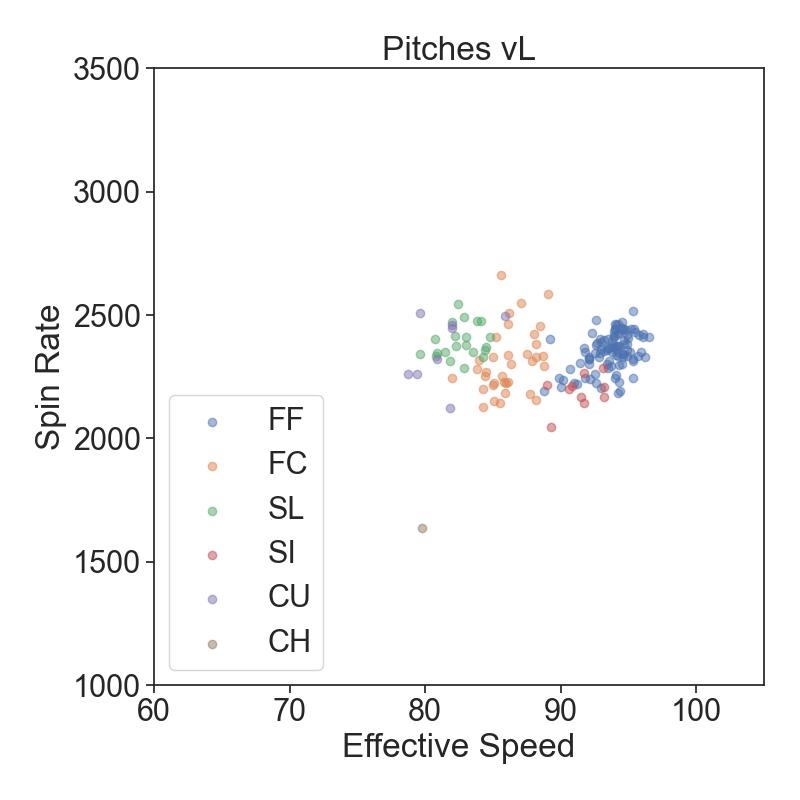 Pitches vL
3500
3000
2500
2000
1500
1000
Spin Rate
FF
FC
SL
SI
CU
CH
60 70 80 90 100
Effective Speed